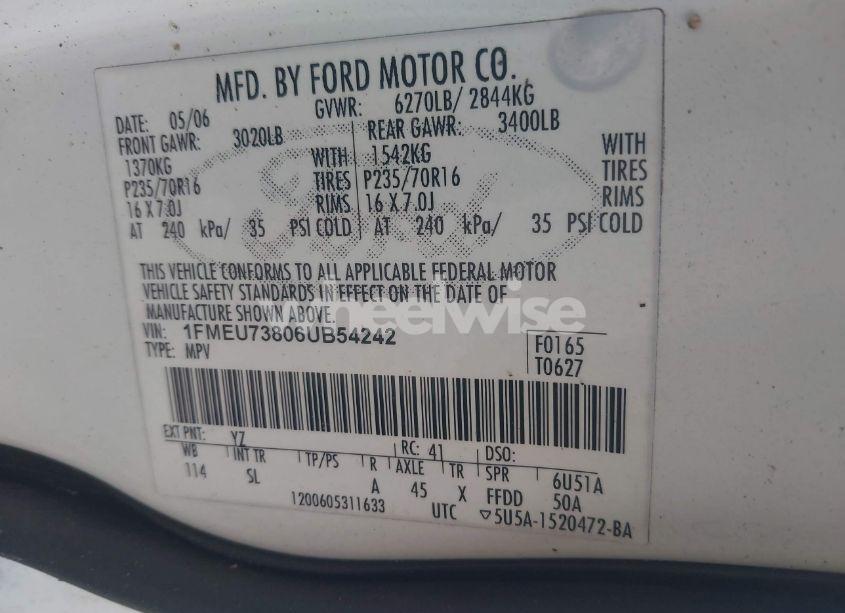 MFD. BY FORD MOTOR CO.
DATE: 05/06 GVWR: 6270LB/ 2844KG
FRONT GAWR: 3020LB REAR GAWR: 3400LB
1370KG WITH 1542KG WITH
P235/70R16 TIRES P235/70R16 TIRES
16 X 7.0J RIMS 16 X 7.0J RIMS
AT 240 kPa/ 35 PSI COLD AT 240 kPa/ 35 PSI COLD
THIS VEHICLE CONFORMS TO ALL APPLICABLE FEDERAL MOTOR
VEHICLE SAFETY STANDARDS IN EFFECT ON THE DATE OF
MANUFACTURE SHOWN ABOVE.
wheelwise
VIN: 1FMEU73806UB54242 F0165
TYPE: MPV T0627
EXT PNT: YZ RC: 41 DSO:
WB INT TR TP/PS R AXLE TR SPR 6U51A
114 SL A 45 X FFDD 50A
1200605311633 UTC ▽5U5A-1520472-BA
Ford